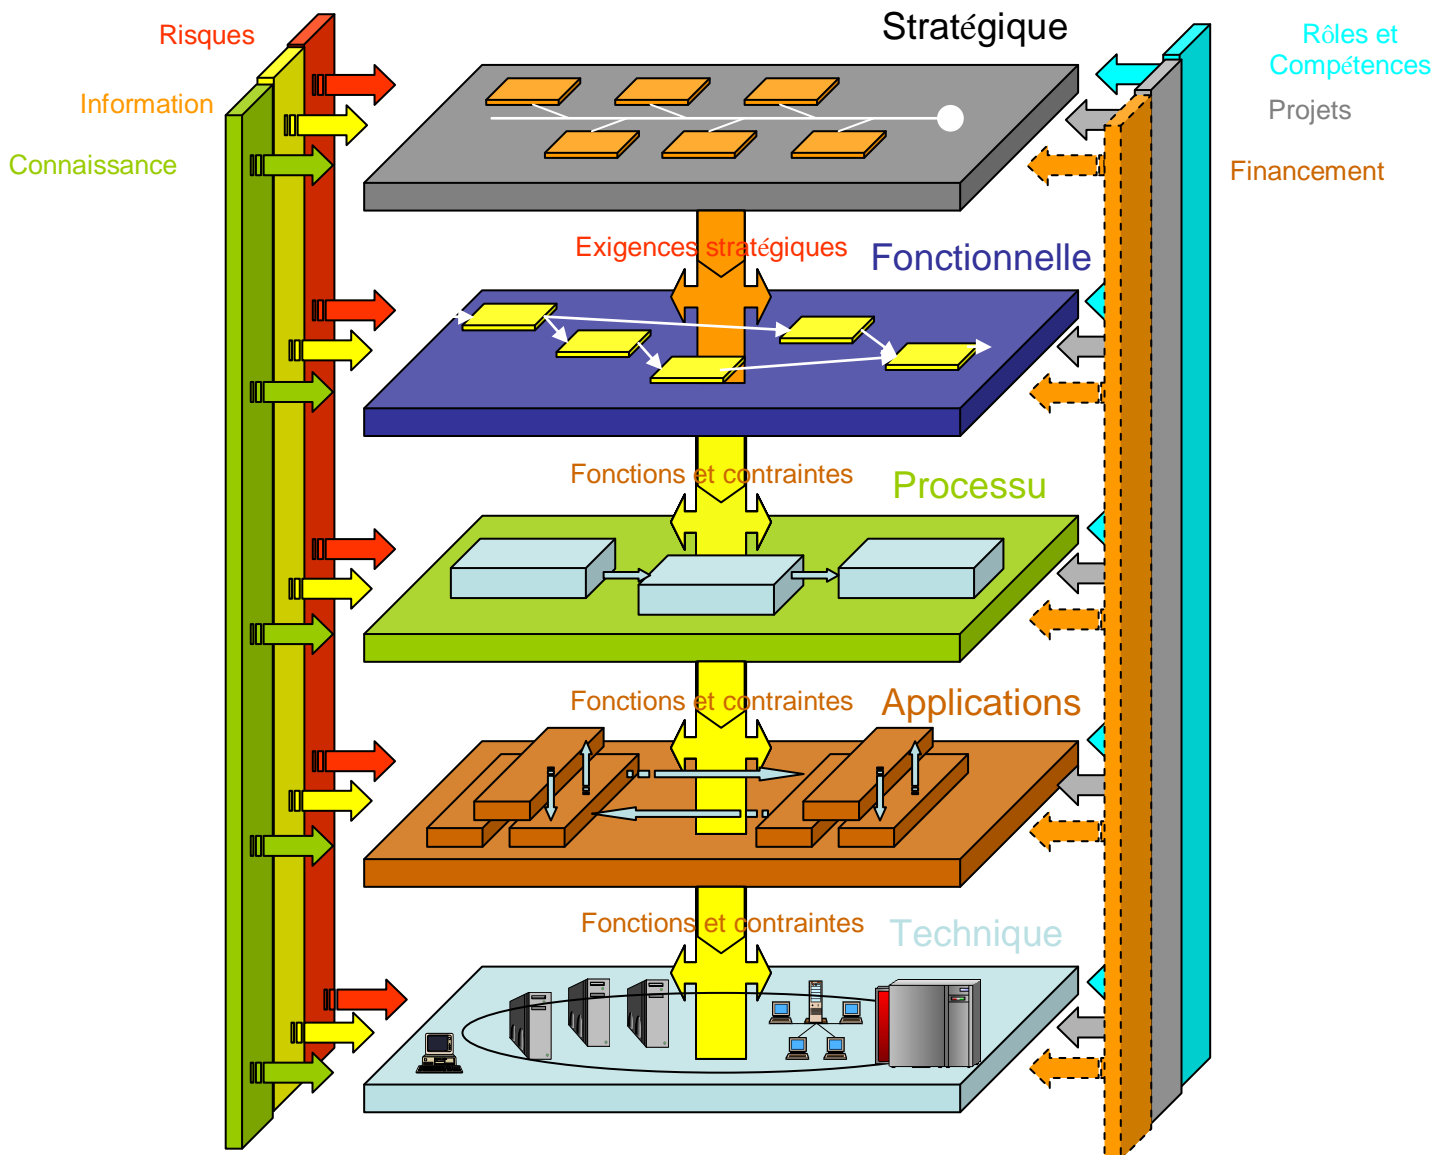 Stratégique
Risques
Rôles et
Compétences
Information
Projets
Connaissance
Financement
Exigences stratégiques
Fonctionnelle
Fonctions et contraintes
Processu
Fonctions et contraintes
Applications
Fonctions et contraintes
Technique